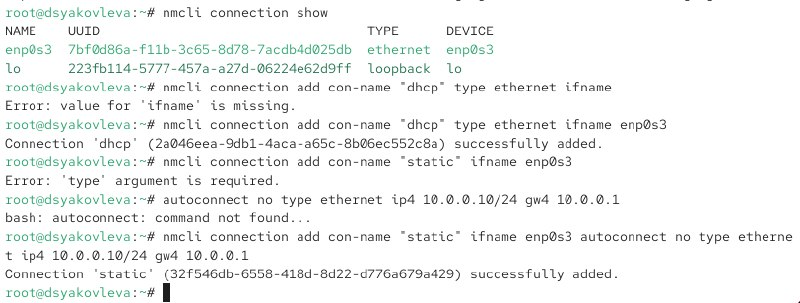 root@dsyakovleva:~# nmcli connection show
NAME    UUID                                  TYPE      DEVICE
enp0s3  7bf0d86a-f11b-3c65-8d78-7acdb4d025db  ethernet  enp0s3
lo      223fb114-5777-457a-a27d-06224e62d9ff  loopback  lo
root@dsyakovleva:~# nmcli connection add con-name "dhcp" type ethernet ifname
Error: value for 'ifname' is missing.
root@dsyakovleva:~# nmcli connection add con-name "dhcp" type ethernet ifname enp0s3
Connection 'dhcp' (2a046eea-9db1-4aca-a65c-8b06ec552c8a) successfully added.
root@dsyakovleva:~# nmcli connection add con-name "static" ifname enp0s3
Error: 'type' argument is required.
root@dsyakovleva:~# autoconnect no type ethernet ip4 10.0.0.10/24 gw4 10.0.0.1
bash: autoconnect: command not found...
root@dsyakovleva:~# nmcli connection add con-name "static" ifname enp0s3 autoconnect no type etherne
t ip4 10.0.0.10/24 gw4 10.0.0.1
Connection 'static' (32f546db-6558-418d-8d22-d776a679a429) successfully added.
root@dsyakovleva:~#